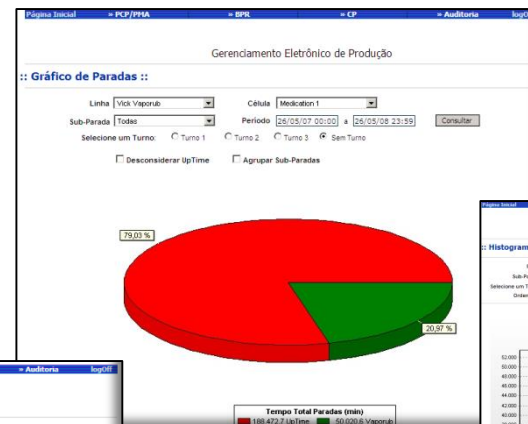 Página Inicial » PCP/PMA » BPR » CP » Auditoria
Gerenciamento Eletrônico de Produção
:: Gráfico de Paradas ::
Linha Vick Vaporub Célula Medication 1
Sub-Parada Todas Período 26/05/07 00:00 a 26/05/08 23:59 Consultar
Selecione um Turno: Turno 1 Turno 2 Turno 3 Sem Turno
Desconsiderar UpTime Agrupar Sub-Paradas
79,03 %
20,97 %
Tempo Total Paradas (min)
188.472,7 UpTime 50.020,6 Vaporub
» Auditoria logOff
Página Inicial
:: Histogram
Selecione um T
52.000
50.000
48.000
46.000
44.000
42.000
40.000